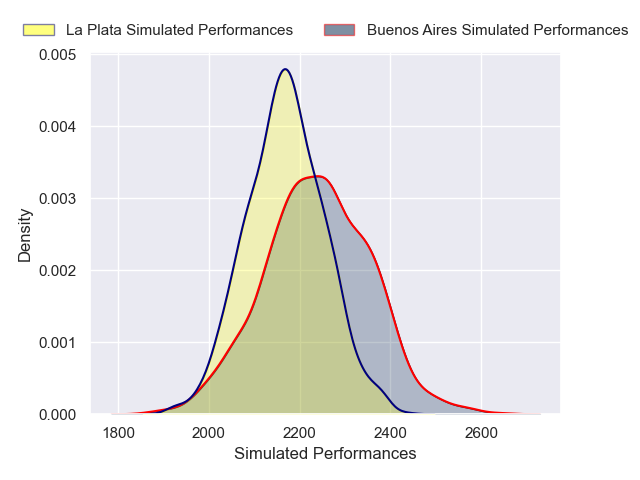 La Plata Simulated Performances
Buenos Aires Simulated Performances
0.005
0.004
0.003
0.002
0.001
0.000
Density
1800
2000
2200
2400
2600
Simulated Performances